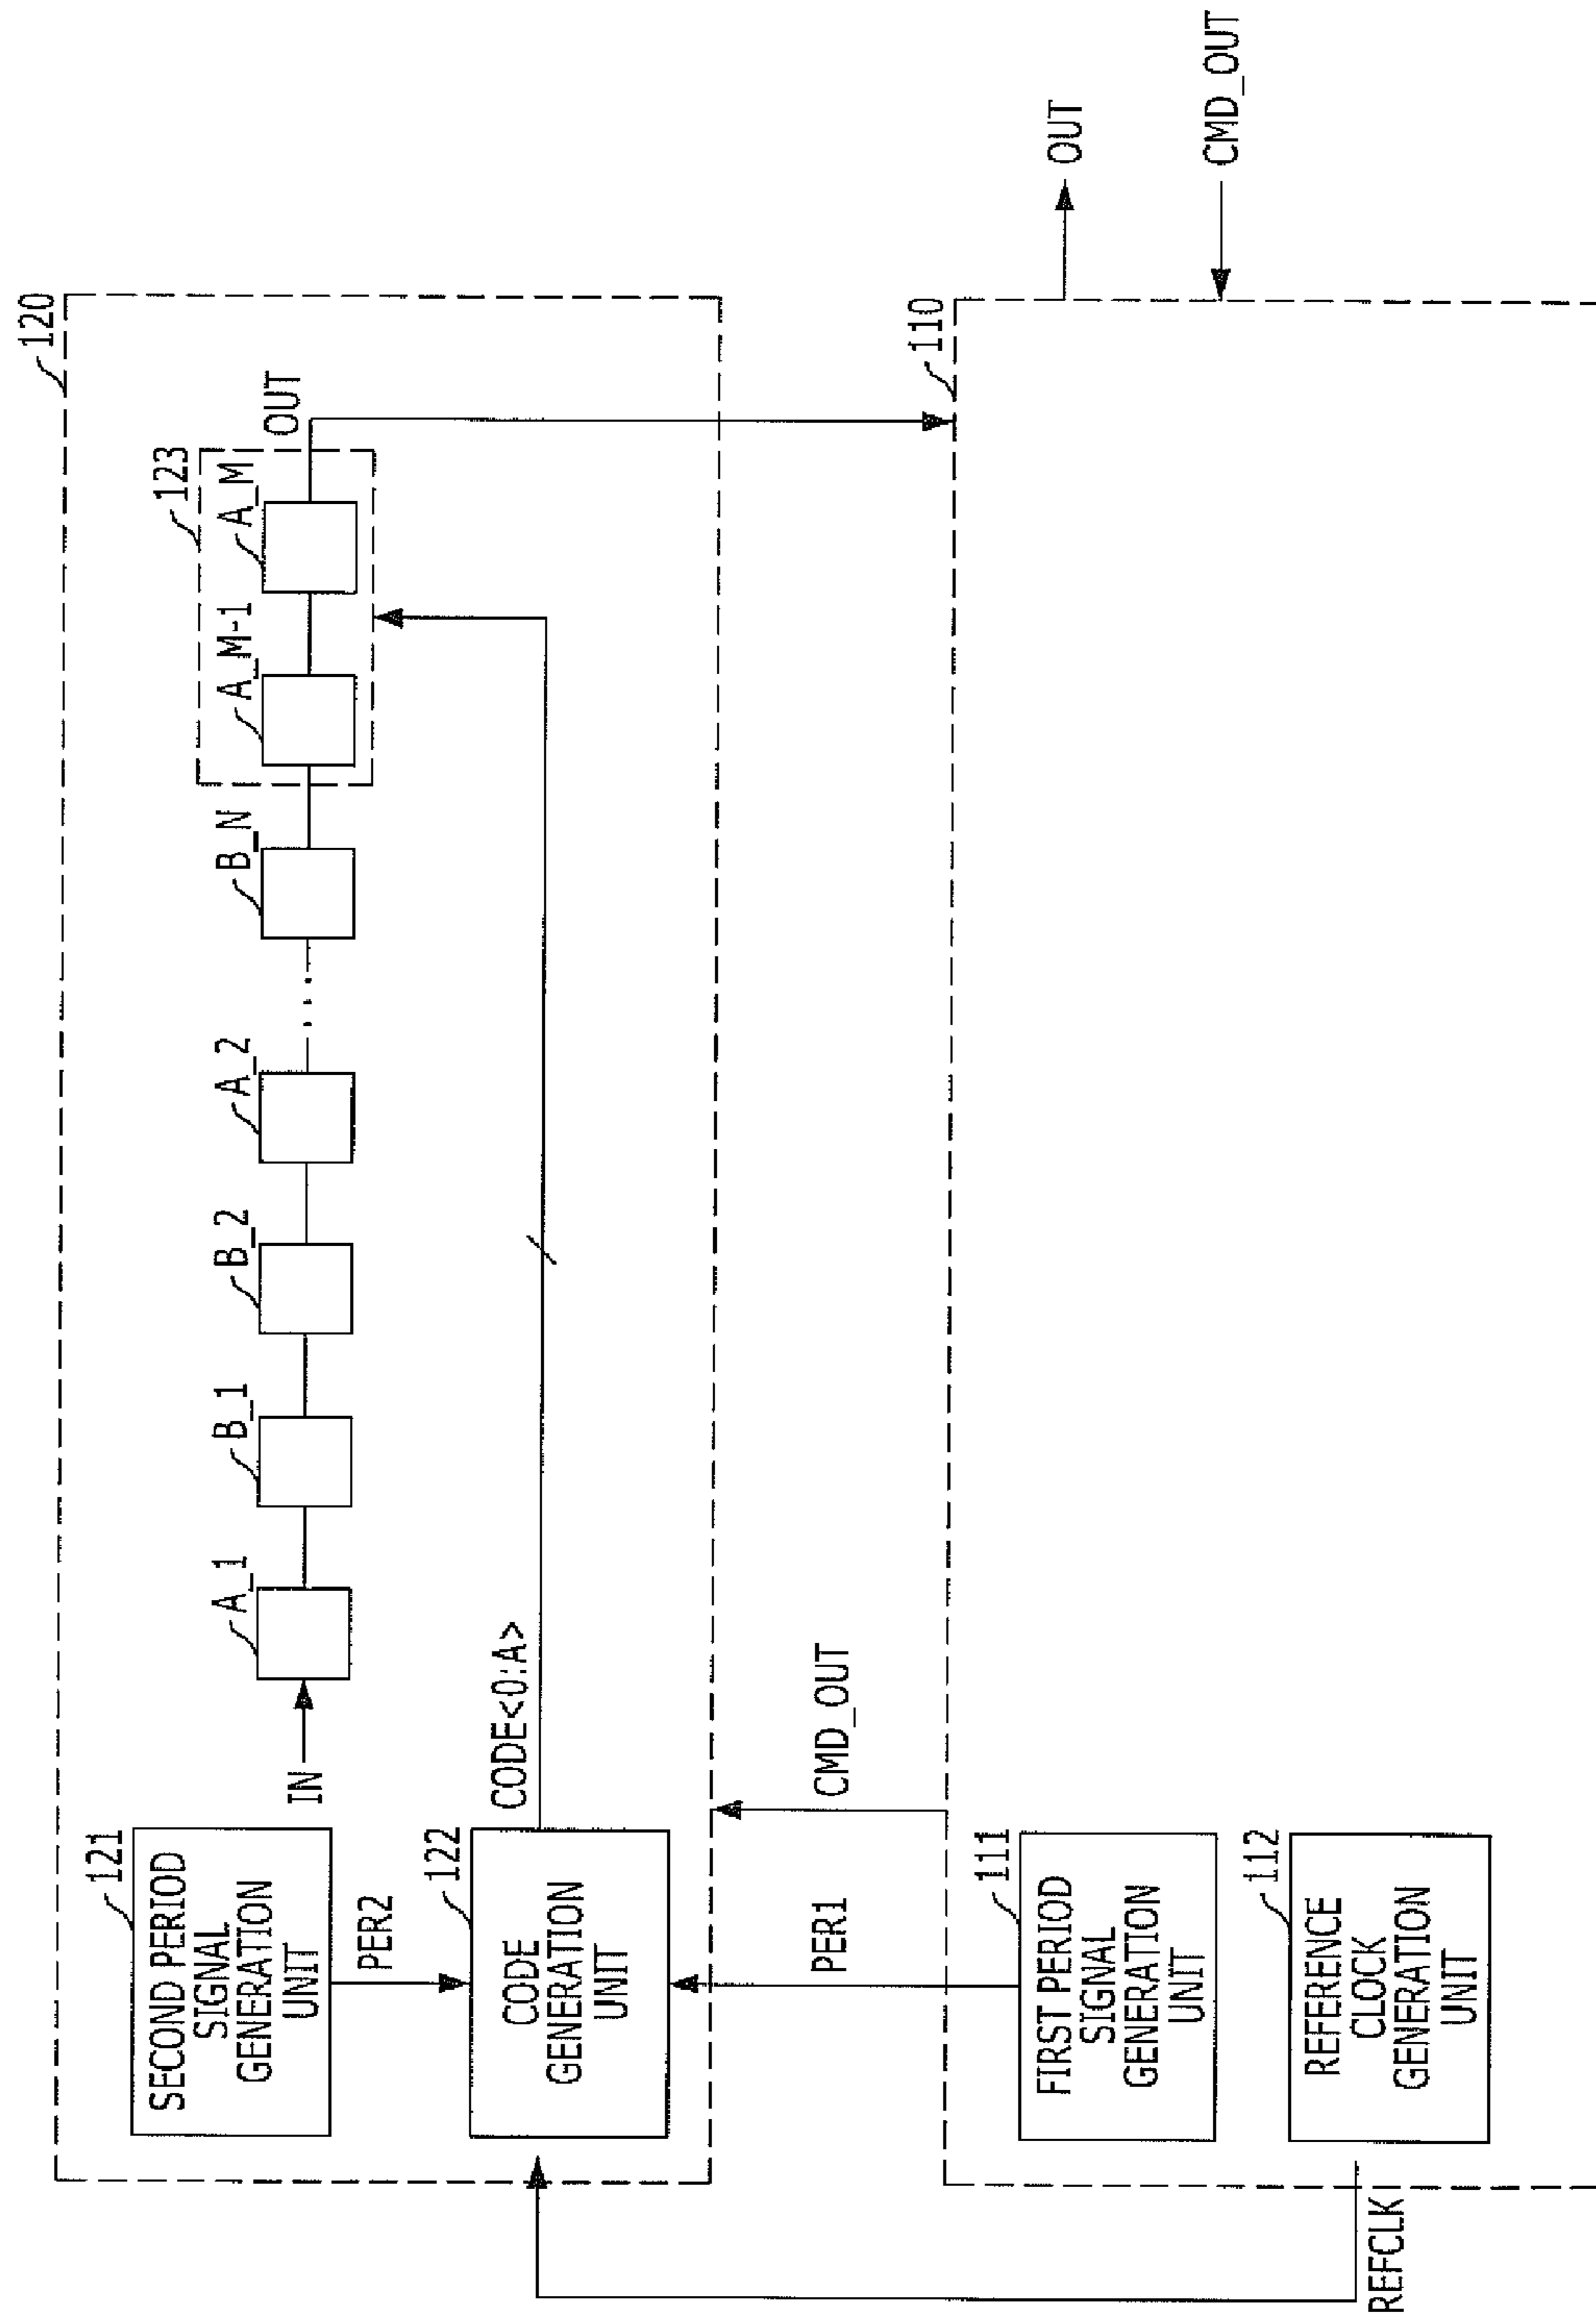 120
123
121
SECOND PERIOD
SIGNAL
GENERATION
UNIT
IN
A_1
B_1
B_2
A_2
...
B_N
A_M-1
A_M
OUT
PER2
122
CODE
GENERATION
UNIT
CODE<0:A>
CMD_OUT
PER1
110
111
FIRST PERIOD
SIGNAL
GENERATION
UNIT
112
REFERENCE
CLOCK
GENERATION
UNIT
REFCLK
OUT
CMD_OUT